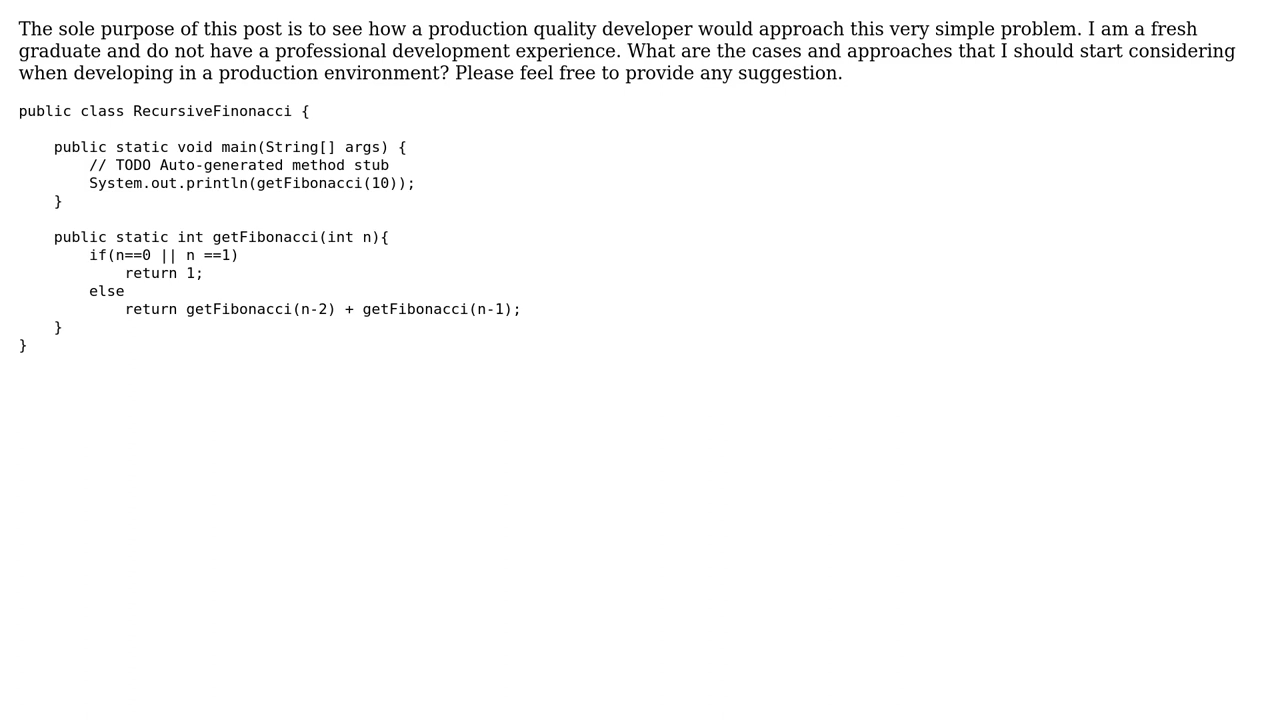 The sole purpose of this post is to see how a production quality developer would approach this very simple problem. I am a fresh
graduate and do not have a professional development experience. What are the cases and approaches that I should start considering
when developing in a production environment? Please feel free to provide any suggestion.
public class RecursiveFinonacci {
    public static void main(String[] args) {
        // TODO Auto-generated method stub
        System.out.println(getFibonacci(10));
    }
    public static int getFibonacci(int n){
        if(n==0 || n ==1)
            return 1;
        else
            return getFibonacci(n-2) + getFibonacci(n-1);
    }
}